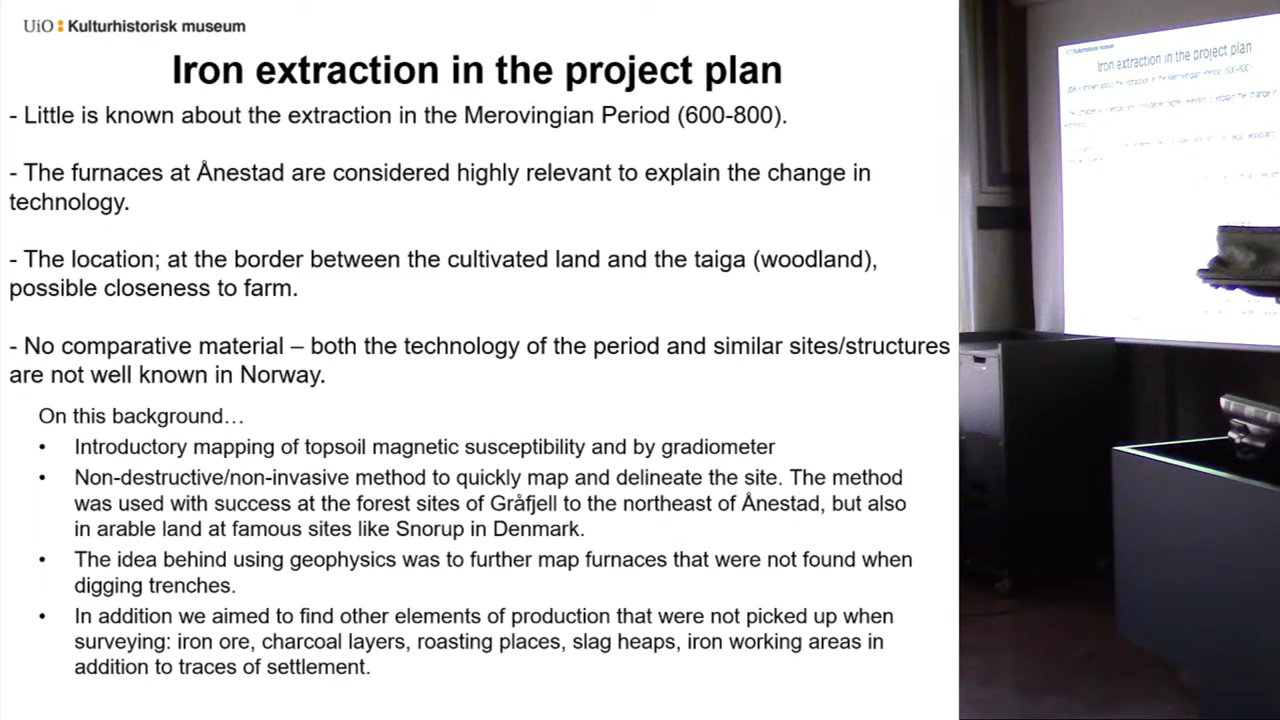 UiO : Kulturhistorisk museum
Iron extraction in the project plan
- Little is known about the extraction in the Merovingian Period (600-800).
- The furnaces at Ånestad are considered highly relevant to explain the change in
technology.
- The location; at the border between the cultivated land and the taiga (woodland),
possible closeness to farm.
- No comparative material – both the technology of the period and similar sites/structures
are not well known in Norway.
On this background…
• Introductory mapping of topsoil magnetic susceptibility and by gradiometer
• Non-destructive/non-invasive method to quickly map and delineate the site. The method
was used with success at the forest sites of Gråfjell to the northeast of Ånestad, but also
in arable land at famous sites like Snorup in Denmark.
• The idea behind using geophysics was to further map furnaces that were not found when
digging trenches.
• In addition we aimed to find other elements of production that were not picked up when
surveying: iron ore, charcoal layers, roasting places, slag heaps, iron working areas in
addition to traces of settlement.
Iron extraction in the project plan